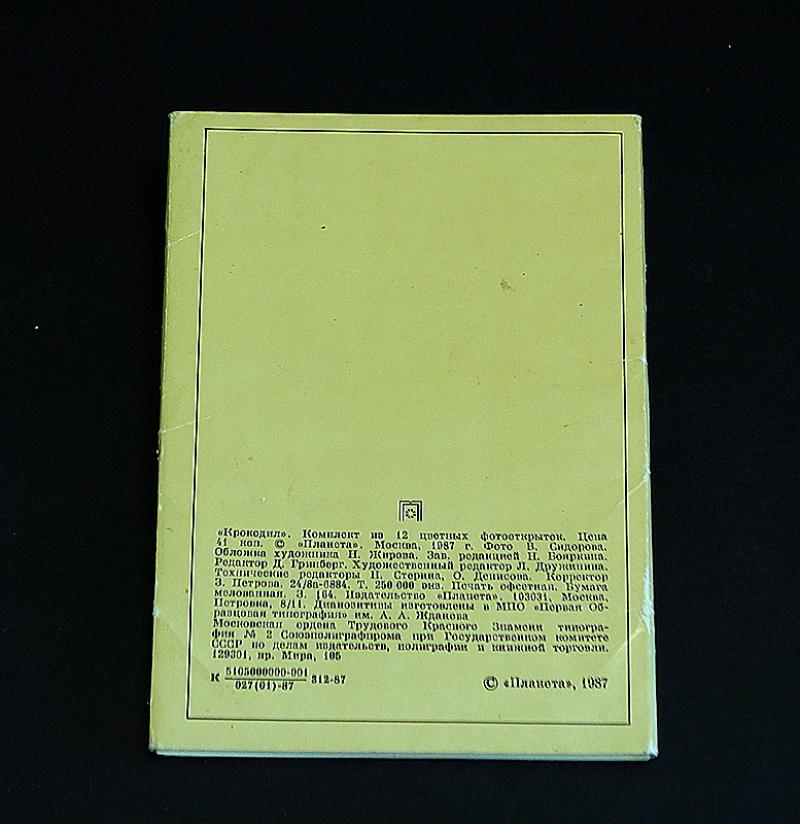 «Крокодил». Комплект из 12 цветных фотооткрыток. Цена
41 коп. © «Планета». Москва, 1987 г. Фото В. Сидорова.
Обложка художника Н. Жирова. Зав. редакцией Н. Бояркина.
Редактор Д. Гринберг. Художественный редактор Л. Дружинина.
Технические редакторы Н. Стерина, О. Денисова. Корректор
З. Петрова. 24/8а-6884. Т. 250 000 экз. Печать офсетная. Бумага
мелованная. З. 164. Издательство «Планета». 103031, Москва,
Петровка, 8/11. Диапозитивы изготовлены в МПО «Первая Об-
разцовая типография» им. А. А. Жданова
Московская ордена Трудового Красного Знамени типогра-
фия № 2 Союзполиграфпрома при Государственном комитете
СССР по делам издательств, полиграфии и книжной торговли.
129301, пр. Мира, 105
К 5105000000-001 312-87
027(01)-87
© «Планета», 1987